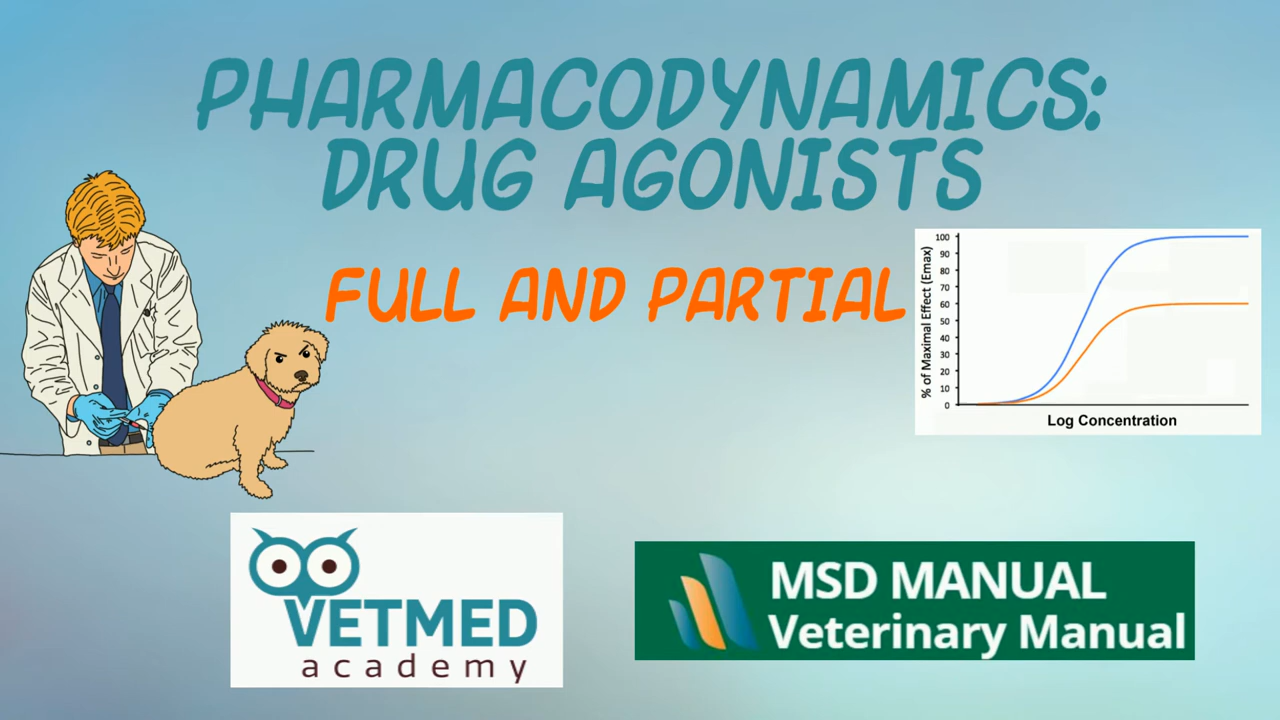 PHARMACODYNAMICS:
DRUG AGONISTS
FULL AND PARTIAL
% of Maximal Effect (Emax)
100
90
80
70
60
50
40
30
20
10
0
Log Concentration
VETMED
academy
MSD MANUAL
Veterinary Manual